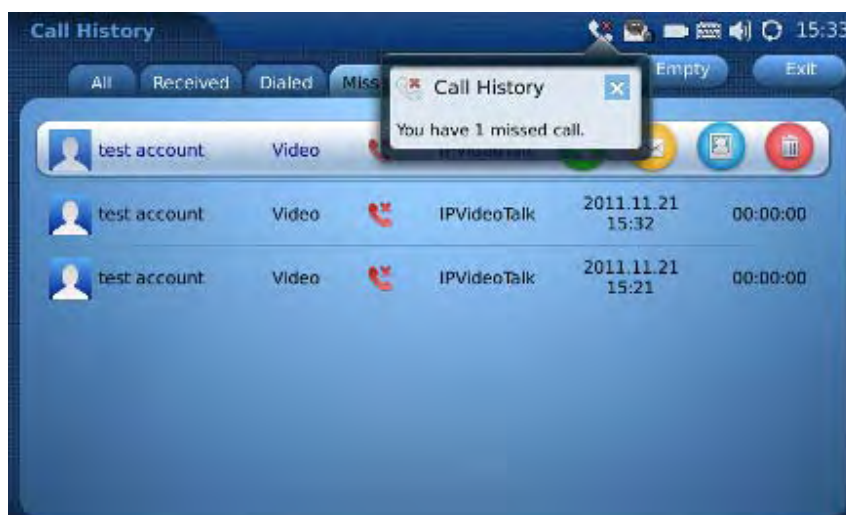 Call History
15:33
All
Received
Dialed
Miss
Empty
Exit
Call History
You have 1 missed call.
test account
Video
test account
Video
IPVideoTalk
2011.11.21
15:32
00:00:00
test account
Video
IPVideoTalk
2011.11.21
15:21
00:00:00